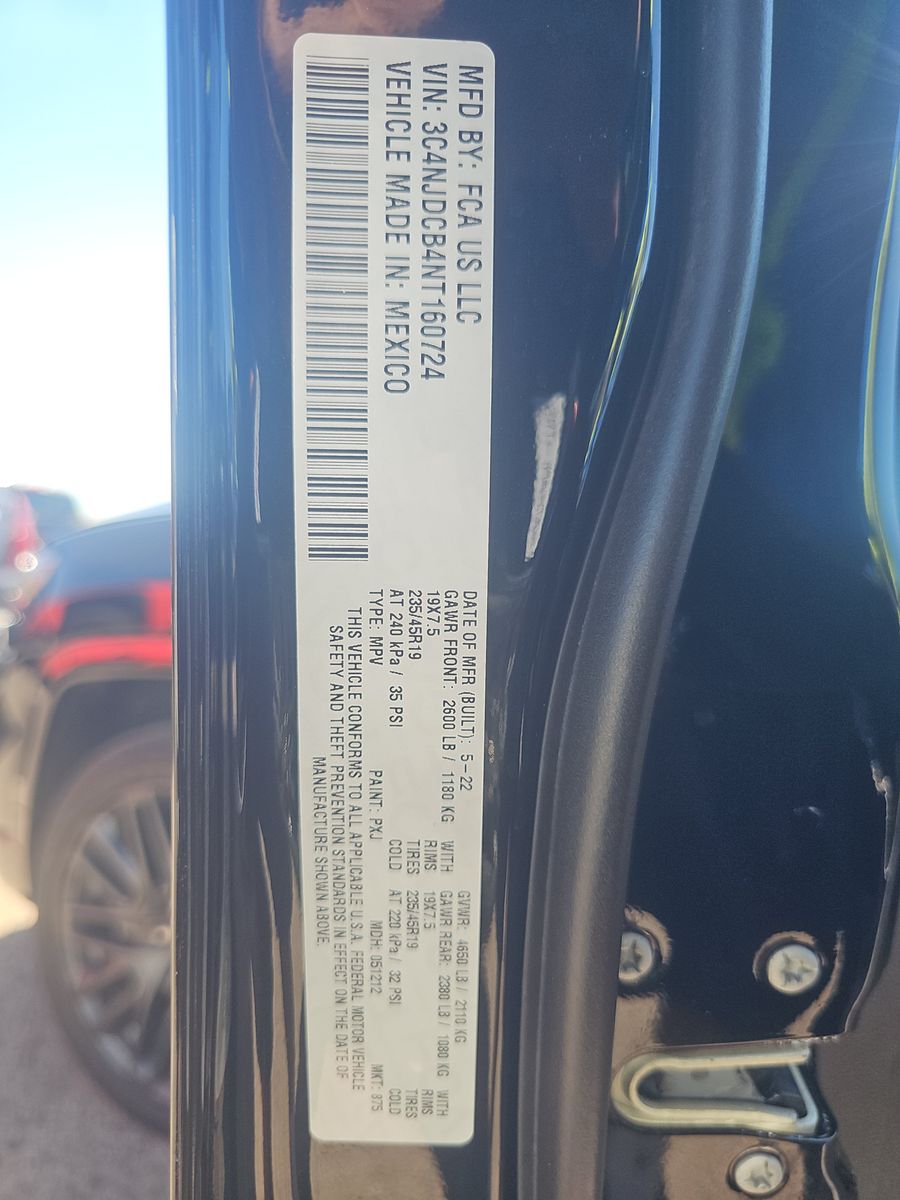 MFD BY: FCA US LLC
VIN: 3C4NJDCB4NT160724
VEHICLE MADE IN: MEXICO
DATE OF MFR (BUILT): 5-22 GVWR: 4650 LB / 2110 KG
GAWR FRONT: 2600 LB / 1180 KG WITH GAWR REAR: 2380 LB / 1080 KG WITH
19X7.5 RIMS 19X7.5 RIMS
235/45R19 TIRES 235/45R19 TIRES
AT 240 kPa / 35 PSI COLD AT 220 kPa / 32 PSI COLD
TYPE: MPV PAINT: PXJ MDH: 051212 MKT: 875
THIS VEHICLE CONFORMS TO ALL APPLICABLE U.S.A. FEDERAL MOTOR VEHICLE
SAFETY AND THEFT PREVENTION STANDARDS IN EFFECT ON THE DATE OF
MANUFACTURE SHOWN ABOVE.